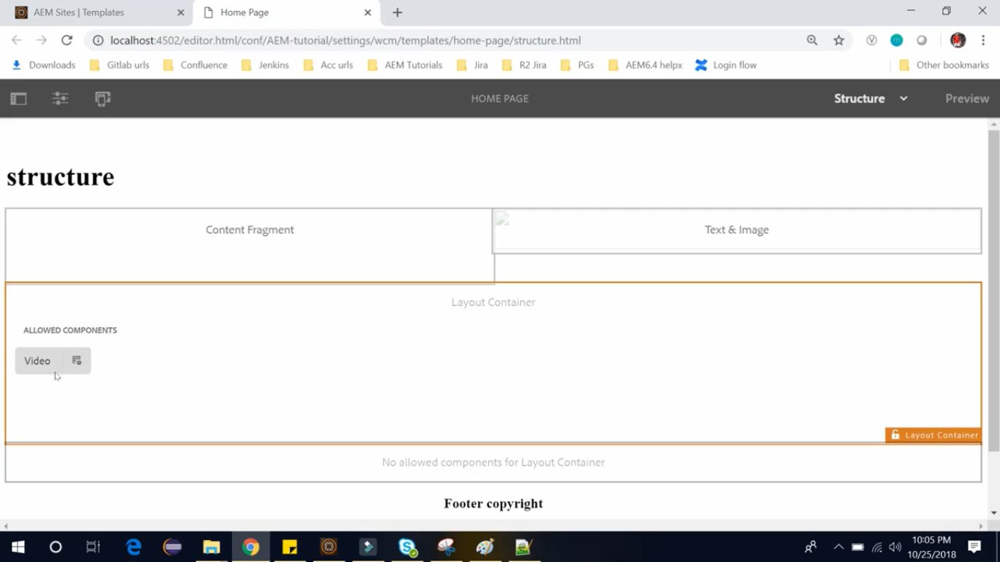 AEM Sites | Templates
Home Page
localhost:4502/editor.html/conf/AEM-tutorial/settings/wcm/templates/home-page/structure.html
Downloads Gitlab urls Confluence Jenkins Acc urls AEM Tutorials Jira R2 Jira PGs AEM6.4 helpx Login flow Other bookmarks
HOME PAGE Structure Preview
structure
Content Fragment
Text & Image
Layout Container
ALLOWED COMPONENTS
Video
Layout Container
No allowed components for Layout Container
Footer copyright
10:05 PM
10/25/2018